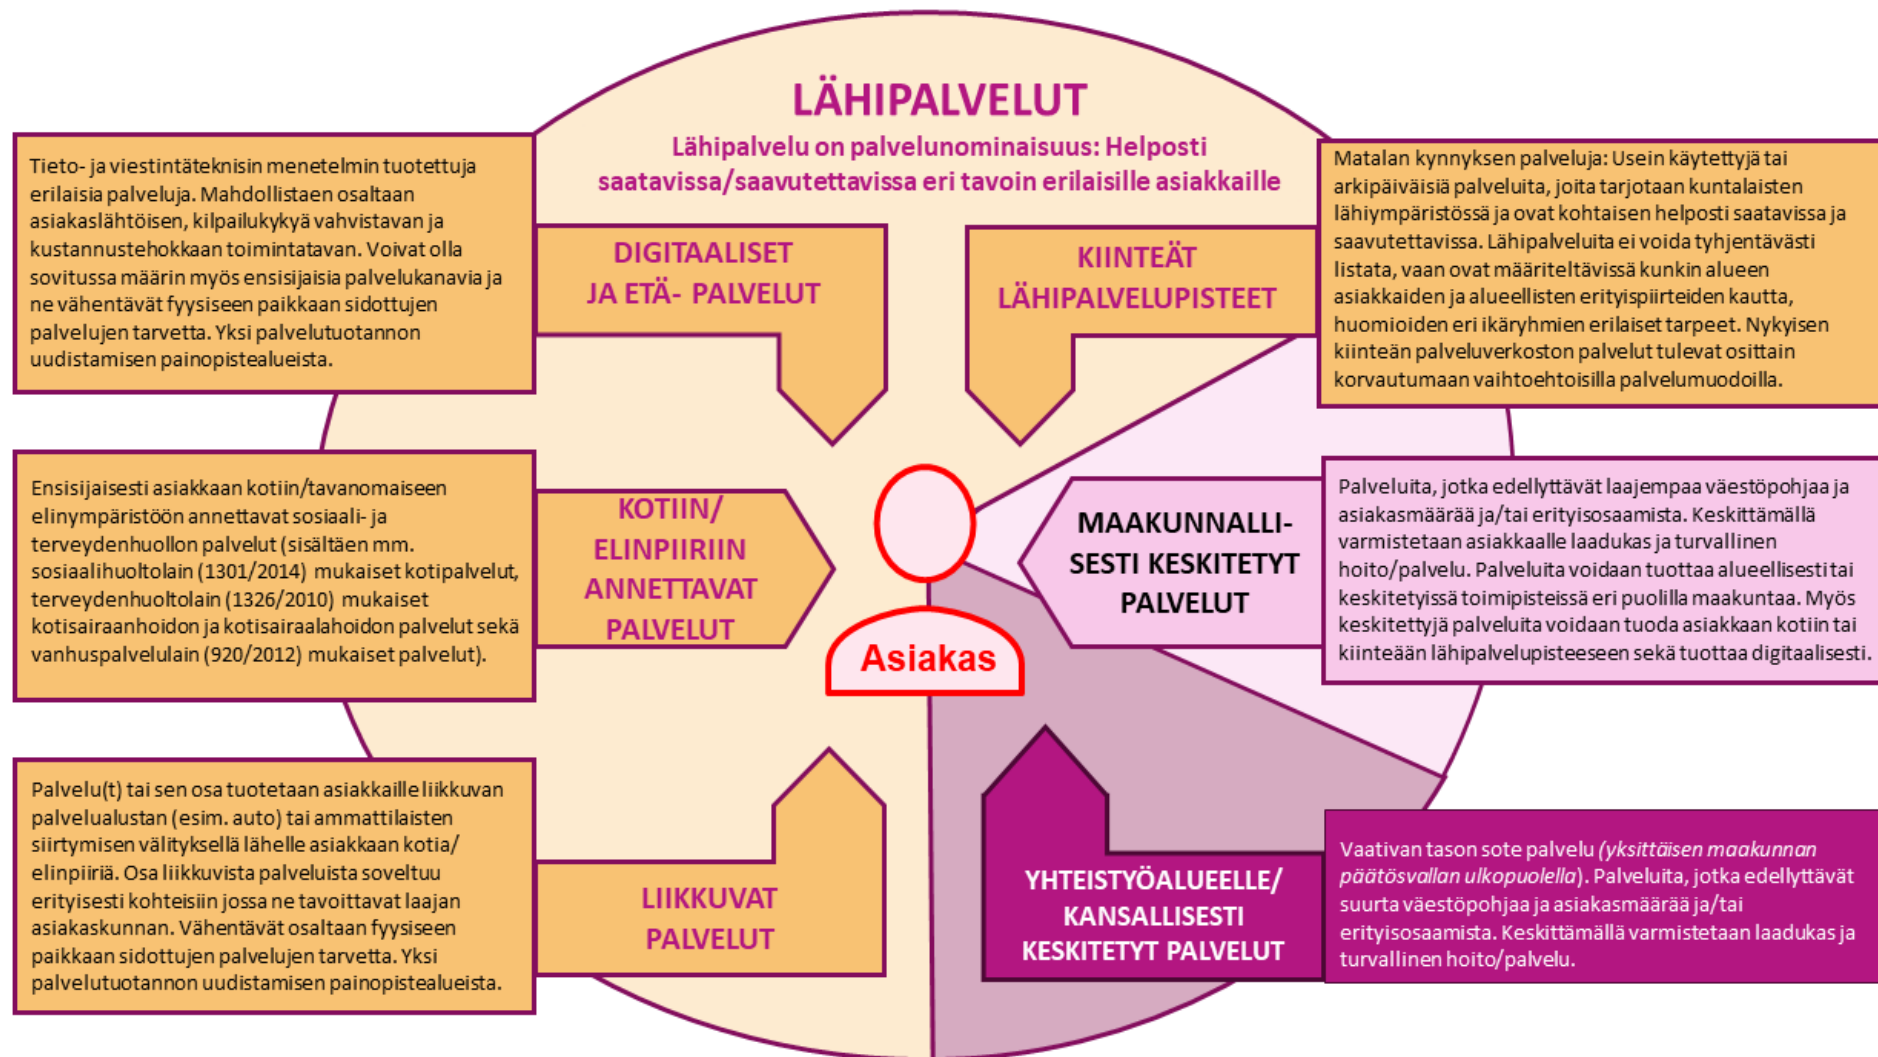 LÄHIPALVELUT
Lähipalvelu on palvelunominaisuus: Helposti
saatavissa/saavutettavissa eri tavoin erilaisille asiakkaille
Tieto- ja viestintäteknisin menetelmin tuotettuja
erilaisia palveluja. Mahdollistaen osaltaan
asiakaslähtöisen, kilpailukykyä vahvistavan ja
kustannustehokkaan toimintatavan. Voivat olla
sovitussa määrin myös ensisijaisia palvelukanavia ja
ne vähentävät fyysiseen paikkaan sidottujen
palvelujen tarvetta. Yksi palvelutuotannon
uudistamisen painopistealueista.
DIGITAALISET
JA ETÄ- PALVELUT
KIINTEÄT
LÄHIPALVELUPISTEET
Matalan kynnyksen palveluja: Usein käytettyjä tai
arkipäiväisiä palveluita, joita tarjotaan kuntalaisten
lähiympäristössä ja ovat kohtaisen helposti saatavissa ja
saavutettavissa. Lähipalveluita ei voida tyhjentävästi
listata, vaan ovat määriteltävissä kunkin alueen
asiakkaiden ja alueellisten erityispiirteiden kautta,
huomioiden eri ikäryhmien erilaiset tarpeet. Nykyisen
kiinteän palveluverkoston palvelut tulevat osittain
korvautumaan vaihtoehtoisilla palvelumuodoilla.
Ensisijaisesti asiakkaan kotiin/tavanomaiseen
elinympäristöön annettavat sosiaali- ja
terveydenhuollon palvelut (sisältäen mm.
sosiaalihuoltolain (1301/2014) mukaiset kotipalvelut,
terveydenhuoltolain (1326/2010) mukaiset
kotisairaanhoidon ja kotisairaalahoidon palvelut sekä
vanhuspalvelulain (920/2012) mukaiset palvelut).
KOTIIN/
ELINPIIRIIN
ANNETTAVAT
PALVELUT
Asiakas
MAAKUNNALLI-
SESTI KESKITETYT
PALVELUT
Palveluita, jotka edellyttävät laajempaa väestöpohjaa ja
asiakasmäärää ja/tai erityisosaamista. Keskittämällä
varmistetaan asiakkaalle laadukas ja turvallinen
hoito/palvelu. Palveluita voidaan tuottaa alueellisesti tai
keskitetyissä toimipisteissä eri puolilla maakuntaa. Myös
keskitettyjä palveluita voidaan tuoda asiakkaan kotiin tai
kiinteään lähipalvelupisteeseen sekä tuottaa digitaalisesti.
Palvelu(t) tai sen osa tuotetaan asiakkaille liikkuvan
palvelualustan (esim. auto) tai ammattilaisten
siirtymisen välityksellä lähelle asiakkaan kotia/
elinpiiriä. Osa liikkuvista palveluista soveltuu
erityisesti kohteisiin jossa ne tavoittavat laajan
asiakaskunnan. Vähentävät osaltaan fyysiseen
paikkaan sidottujen palvelujen tarvetta. Yksi
palvelutuotannon uudistamisen painopistealueista.
LIIKKUVAT
PALVELUT
YHTEISTYÖALUEELLE/
KANSALLISESTI
KESKITETYT PALVELUT
Vaativan tason sote palvelu (yksittäisen maakunnan
päätösvallan ulkopuolella). Palveluita, jotka edellyttävät
suurta väestöpohjaa ja asiakasmäärää ja/tai
erityisosaamista. Keskittämällä varmistetaan laadukas ja
turvallinen hoito/palvelu.